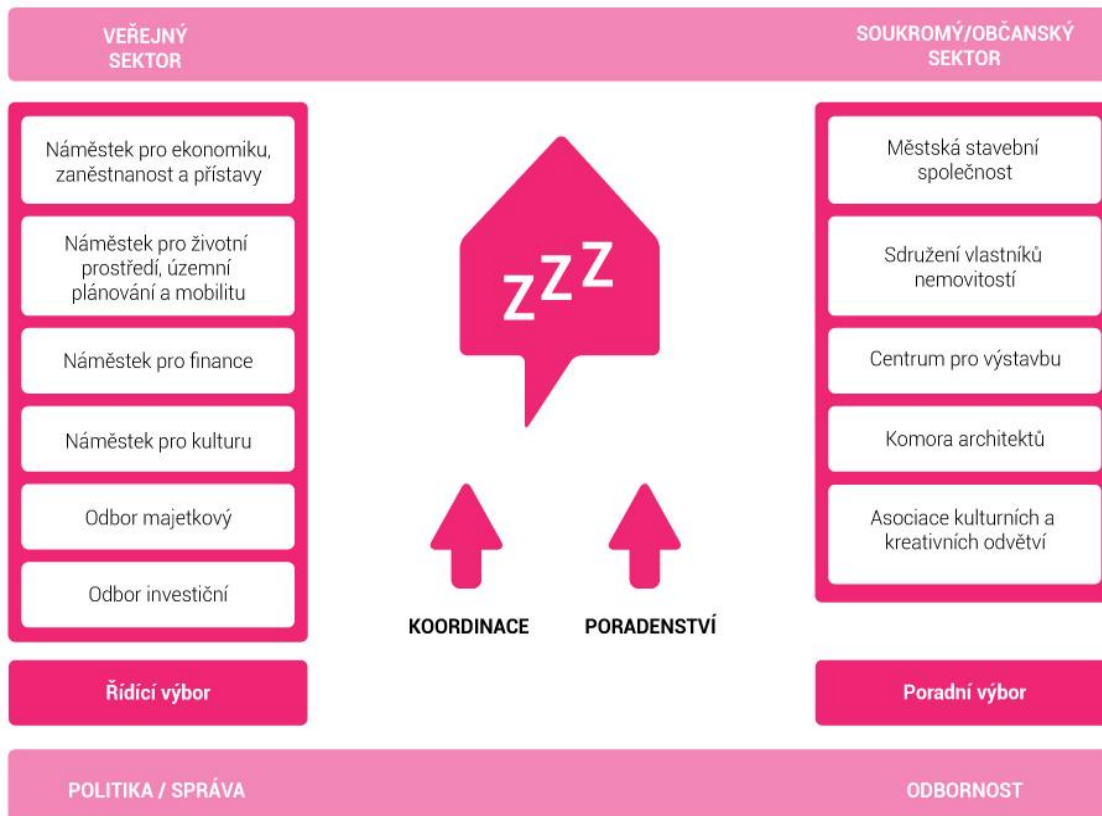 VEŘEJNÝ
SEKTOR
SOUKROMÝ/OBČANSKÝ
SEKTOR
Náměstek pro ekonomiku,
zaněstnanost a přístavy
Náměstek pro životní
prostředí, územní
plánování a mobilitu
Náměstek pro finance
Náměstek pro kulturu
Odbor majetkový
Odbor investiční
Řídící výbor
zZZ
KOORDINACE
PORADENSTVÍ
Městská stavební
společnost
Sdružení vlastníků
nemovitostí
Centrum pro výstavbu
Komora architektů
Asociace kulturních a
kreativních odvětví
Poradní výbor
POLITIKA / SPRÁVA
ODBORNOST